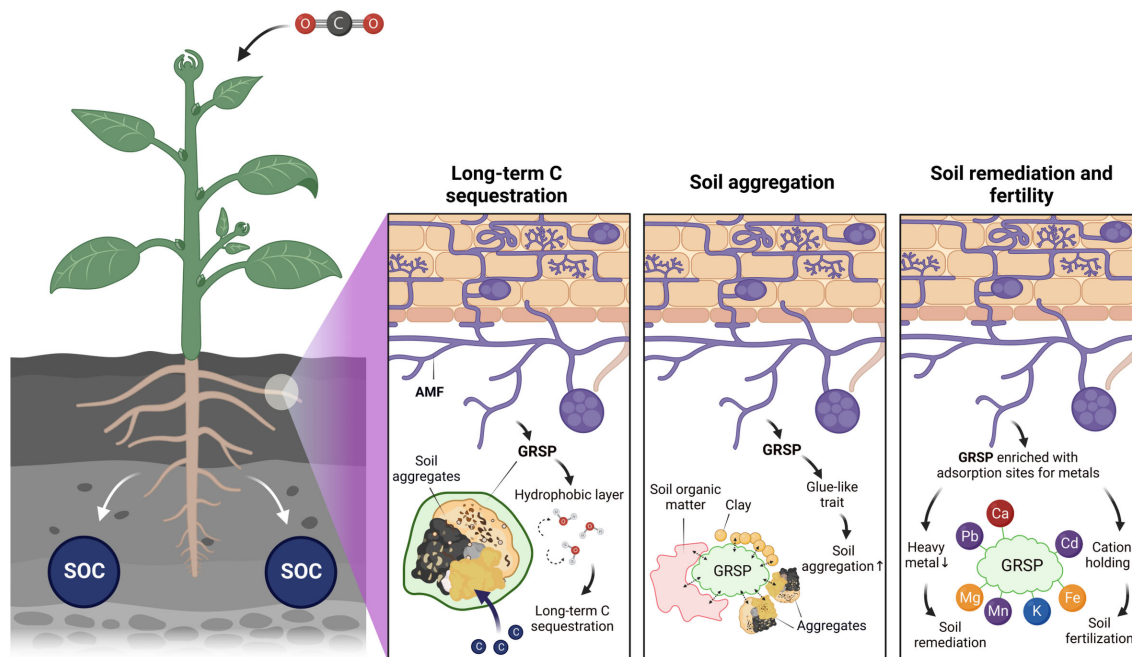 O C O
SOC
SOC
Long-term C
sequestration
AMF
GRSP
Soil
aggregates
Hydrophobic layer
H H H H H H
O O O
Long-term C
sequestration
C C C
Soil aggregation
GRSP
Glue-like
trait
Soil organic
matter
Clay
GRSP
Soil
aggregation↑
Aggregates
Soil remediation and
fertility
GRSP enriched with
adsorption sites for metals
Ca
Pb
Cd
Heavy
metal↓
GRSP
Cation
holding
Mg
Mn
K
Fe
Soil
remediation
Soil
fertilization